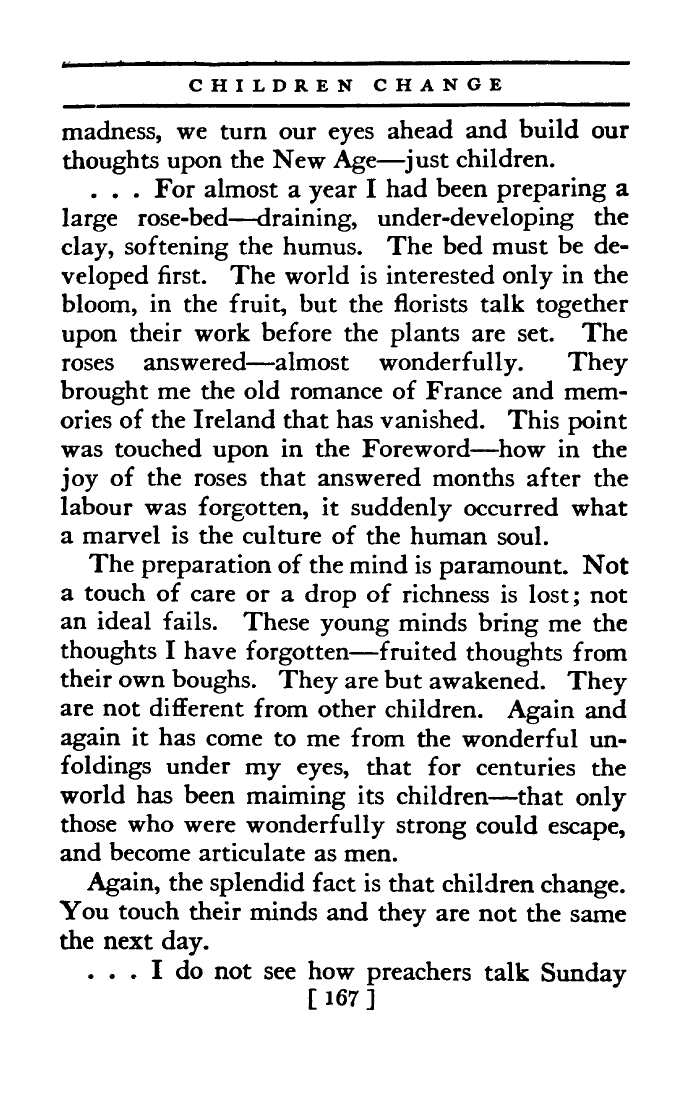 CHILDREN CHANGE
madness, we turn our eyes ahead and build our
thoughts upon the New Age—just children.
. . . For almost a year I had been preparing a
large rose-bed—draining, under-developing the
clay, softening the humus. The bed must be de-
veloped first. The world is interested only in the
bloom, in the fruit, but the florists talk together
upon their work before the plants are set. The
roses answered—almost wonderfully. They
brought me the old romance of France and mem-
ories of the Ireland that has vanished. This point
was touched upon in the Foreword—how in the
joy of the roses that answered months after the
labour was forgotten, it suddenly occurred what
a marvel is the culture of the human soul.
The preparation of the mind is paramount. Not
a touch of care or a drop of richness is lost; not
an ideal fails. These young minds bring me the
thoughts I have forgotten—fruited thoughts from
their own boughs. They are but awakened. They
are not different from other children. Again and
again it has come to me from the wonderful un-
foldings under my eyes, that for centuries the
world has been maiming its children—that only
those who were wonderfully strong could escape,
and become articulate as men.
Again, the splendid fact is that children change.
You touch their minds and they are not the same
the next day.
. . . I do not see how preachers talk Sunday
[ 167 ]